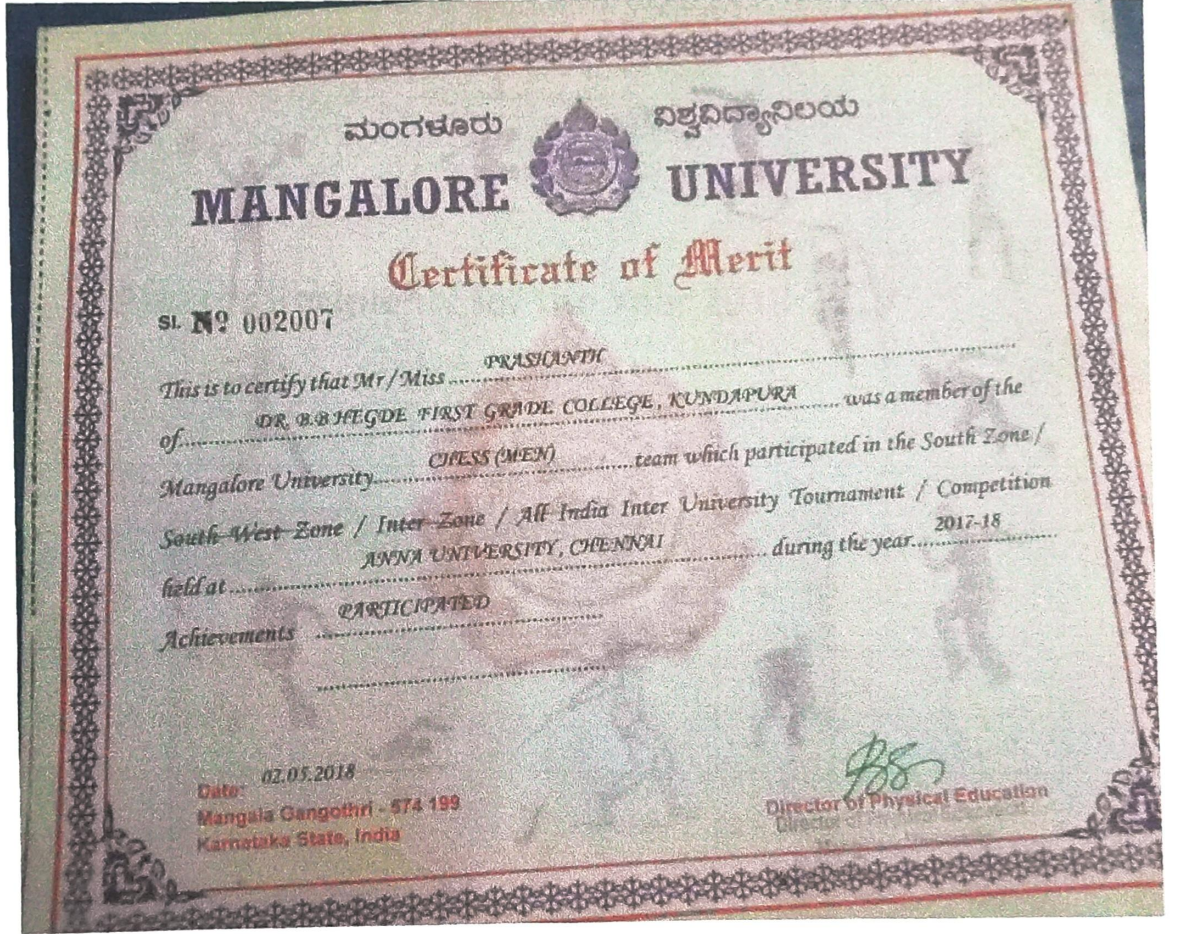 ಮಂಗಳೂರು ವಿಶ್ವವಿದ್ಯಾನಿಲಯ
MANGALORE UNIVERSITY
Certificate of Merit
Sl. No 002007
This is to certify that Mr/Miss PRASHANTH
of DR. B.B HEGDE FIRST GRADE COLLEGE, KUNDAPURA was a member of the
Mangalore University CHESS (MEN) team which participated in the South Zone /
South West Zone / Inter Zone / All India Inter University Tournament / Competition
held at ANNA UNIVERSITY, CHENNAI during the year 2017-18
Achievements PARTICIPATED
Date: 02.05.2018
Mangala Gangothri - 574 199
Karnataka State, India
Director of Physical Education
Director of Physical Education